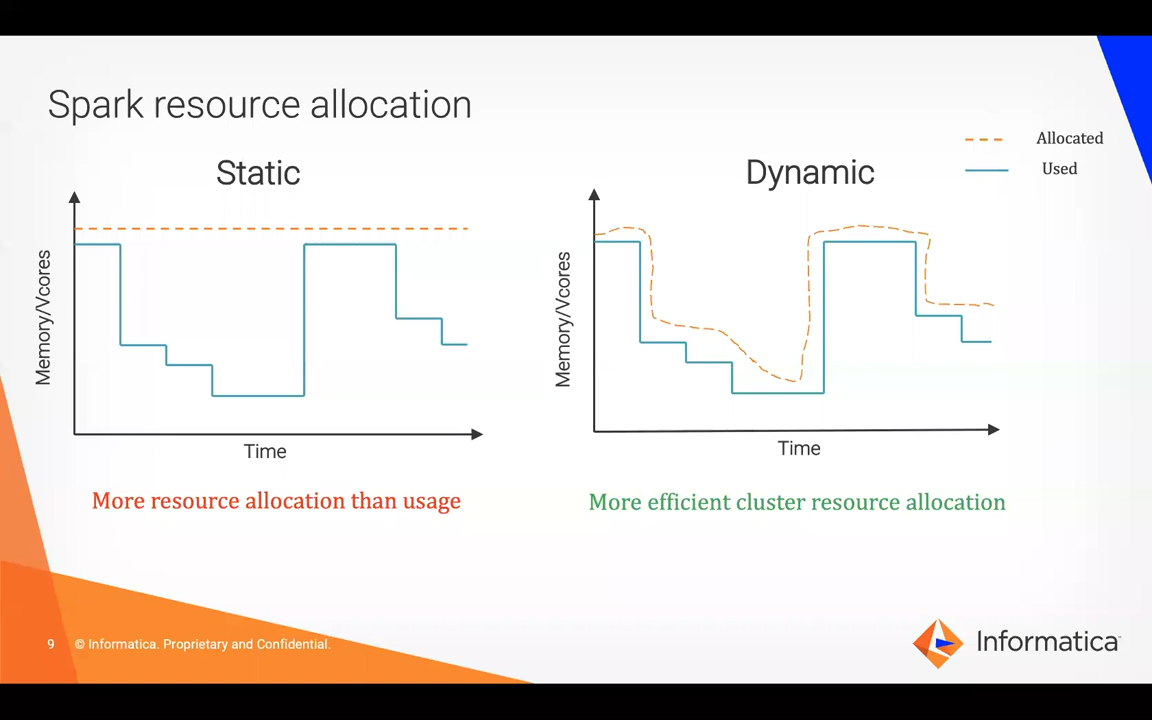 Spark resource allocation
Allocated
Used
Static
Dynamic
Memory/Vcores
Memory/Vcores
Time
Time
More resource allocation than usage
More efficient cluster resource allocation
9
© Informatica. Proprietary and Confidential.
Informatica